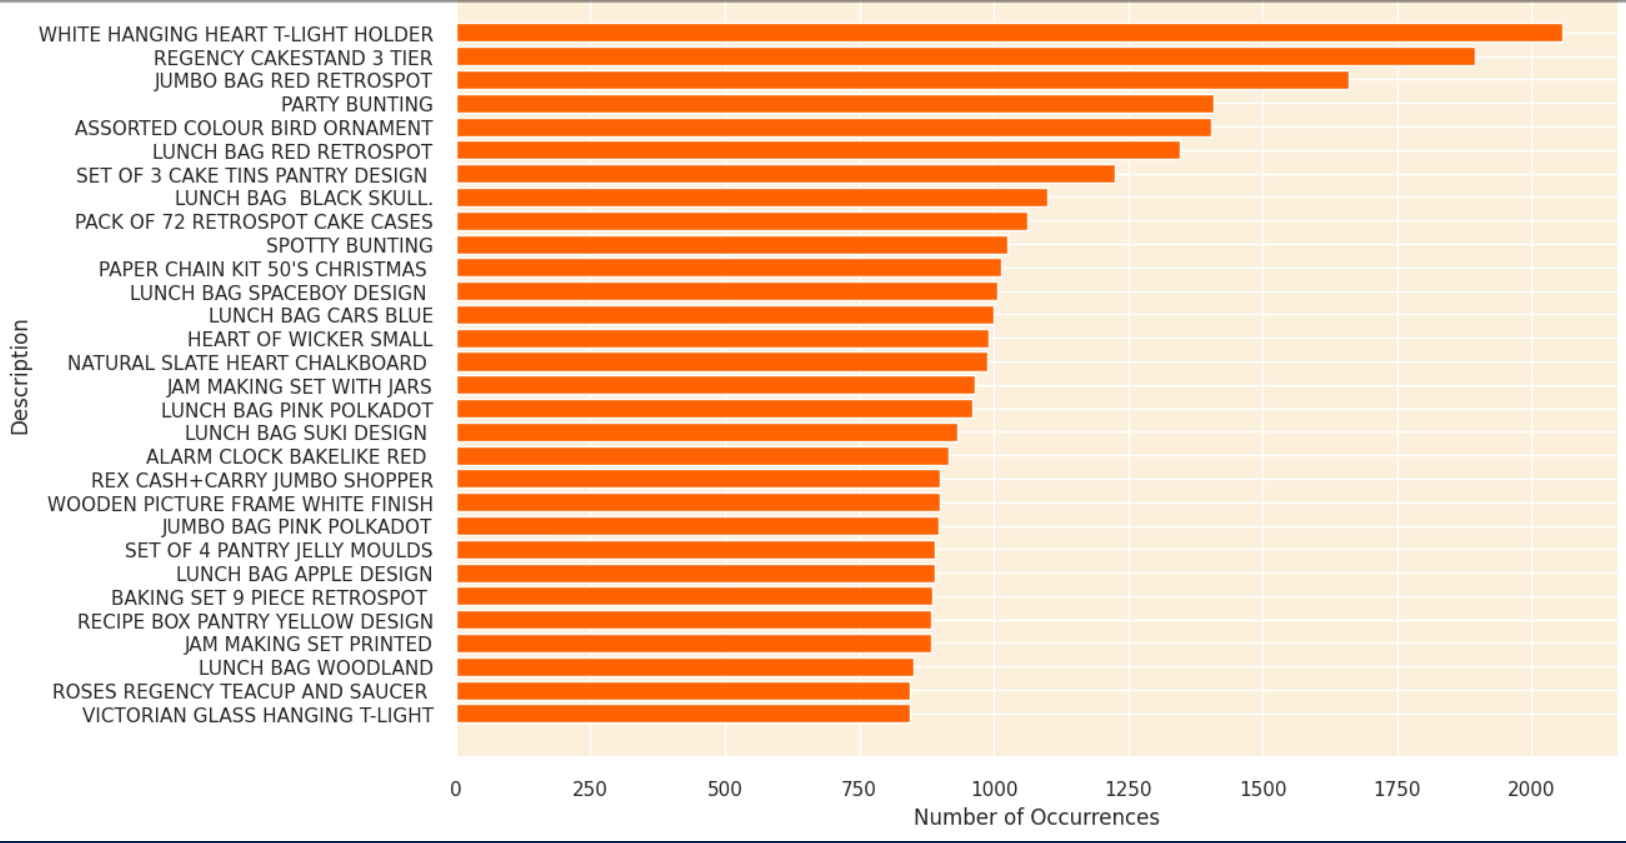 WHITE HANGING HEART T-LIGHT HOLDER
REGENCY CAKESTAND 3 TIER
JUMBO BAG RED RETROSPOT
PARTY BUNTING
ASSORTED COLOUR BIRD ORNAMENT
LUNCH BAG RED RETROSPOT
SET OF 3 CAKE TINS PANTRY DESIGN
LUNCH BAG  BLACK SKULL.
PACK OF 72 RETROSPOT CAKE CASES
SPOTTY BUNTING
PAPER CHAIN KIT 50'S CHRISTMAS
LUNCH BAG SPACEBOY DESIGN
LUNCH BAG CARS BLUE
HEART OF WICKER SMALL
NATURAL SLATE HEART CHALKBOARD
JAM MAKING SET WITH JARS
LUNCH BAG PINK POLKADOT
LUNCH BAG SUKI DESIGN
ALARM CLOCK BAKELIKE RED
REX CASH+CARRY JUMBO SHOPPER
WOODEN PICTURE FRAME WHITE FINISH
JUMBO BAG PINK POLKADOT
SET OF 4 PANTRY JELLY MOULDS
LUNCH BAG APPLE DESIGN
BAKING SET 9 PIECE RETROSPOT
RECIPE BOX PANTRY YELLOW DESIGN
JAM MAKING SET PRINTED
LUNCH BAG WOODLAND
ROSES REGENCY TEACUP AND SAUCER
VICTORIAN GLASS HANGING T-LIGHT
Description
0 250 500 750 1000 1250 1500 1750 2000
Number of Occurrences